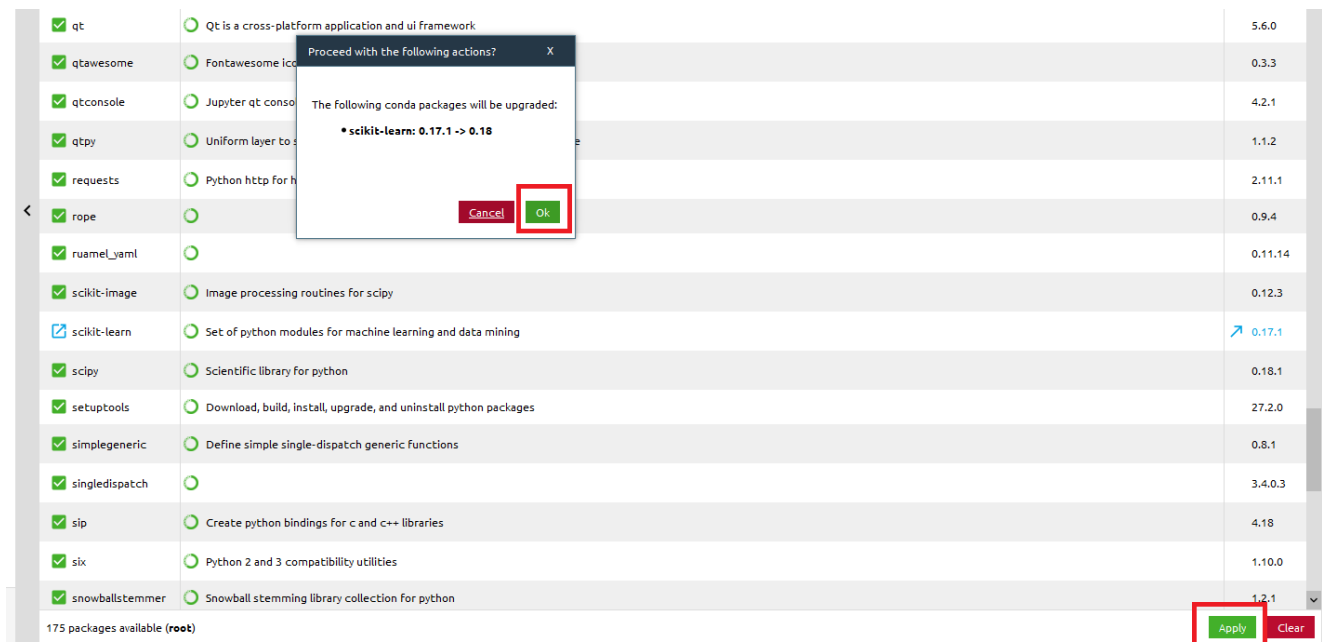 qt Qt is a cross-platform application and ui framework 5.6.0
Proceed with the following actions? X
qtawesome Fontawesome 0.3.3
The following conda packages will be upgraded:
qtconsole Jupyter qt 4.2.1
• scikit-learn: 0.17.1 -> 0.18
qtpy Uniform layer to 1.1.2
requests Python http for 2.11.1
Cancel Ok
rope 0.9.4
ruamel_yaml 0.11.14
scikit-image Image processing routines for scipy 0.12.3
scikit-learn Set of python modules for machine learning and data mining 0.17.1
scipy Scientific library for python 0.18.1
setuptools Download, build, install, upgrade, and uninstall python packages 27.2.0
simplegeneric Define simple single-dispatch generic functions 0.8.1
singledispatch 3.4.0.3
sip Create python bindings for c and c++ libraries 4.18
six Python 2 and 3 compatibility utilities 1.10.0
snowballstemmer Snowball stemming library collection for python 1.2.1
175 packages available (root) Apply Clear